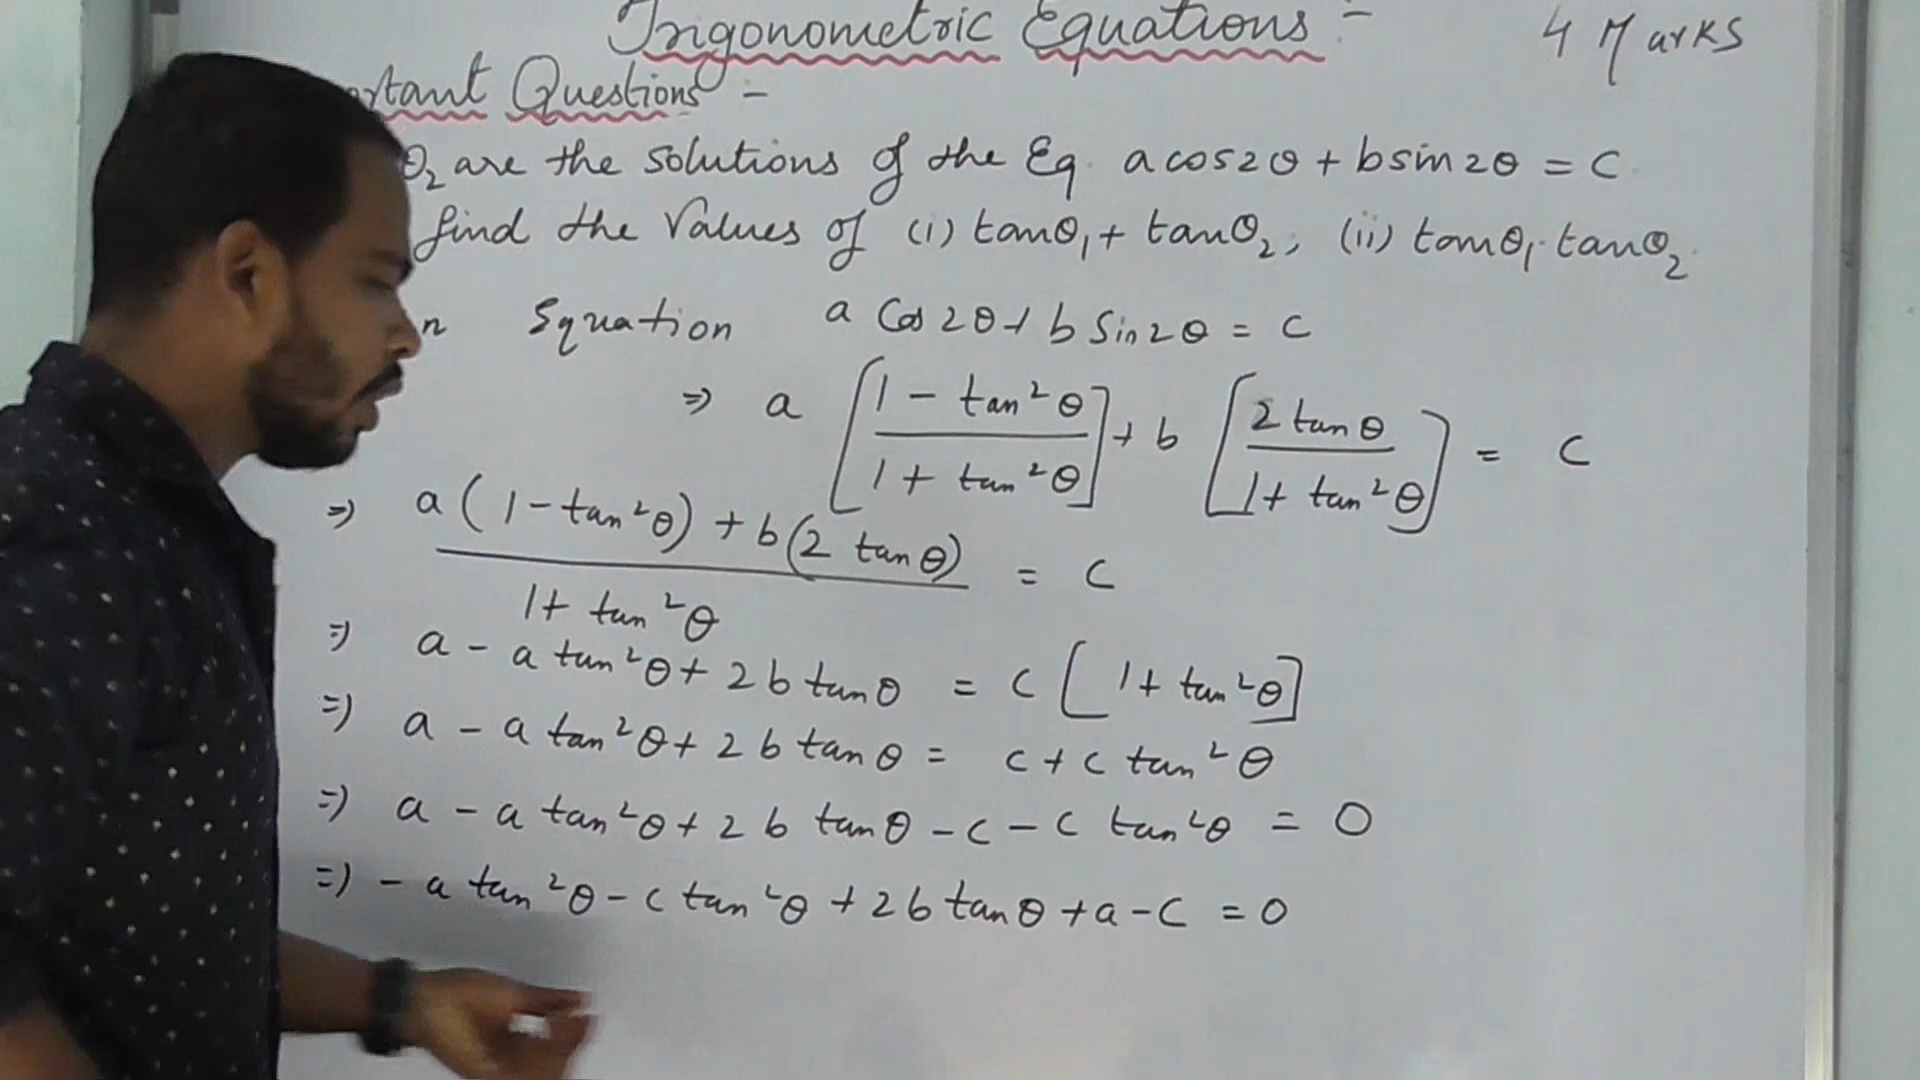 Trigonometric Equations :-
4 Marks
Questions -
θ₂ are the solutions of the Eq. a cos2θ + b sin2θ = c.
find the Values of (i) tanθ₁ + tanθ₂, (ii) tanθ₁. tanθ₂
Equation a Cos 2θ + b Sin 2θ = c
⇒ a [(1 - tan²θ)/(1 + tan²θ)] + b [(2 tan θ)/(1 + tan²θ)] = c
⇒ (a(1 - tan²θ) + b(2 tan θ))/(1 + tan²θ) = c
⇒ a - a tan²θ + 2b tanθ = c [1 + tan²θ]
⇒ a - a tan²θ + 2b tanθ = c + c tan²θ
⇒ a - a tan²θ + 2b tanθ - c - c tan²θ = 0
⇒ - a tan²θ - c tan²θ + 2b tanθ + a - c = 0